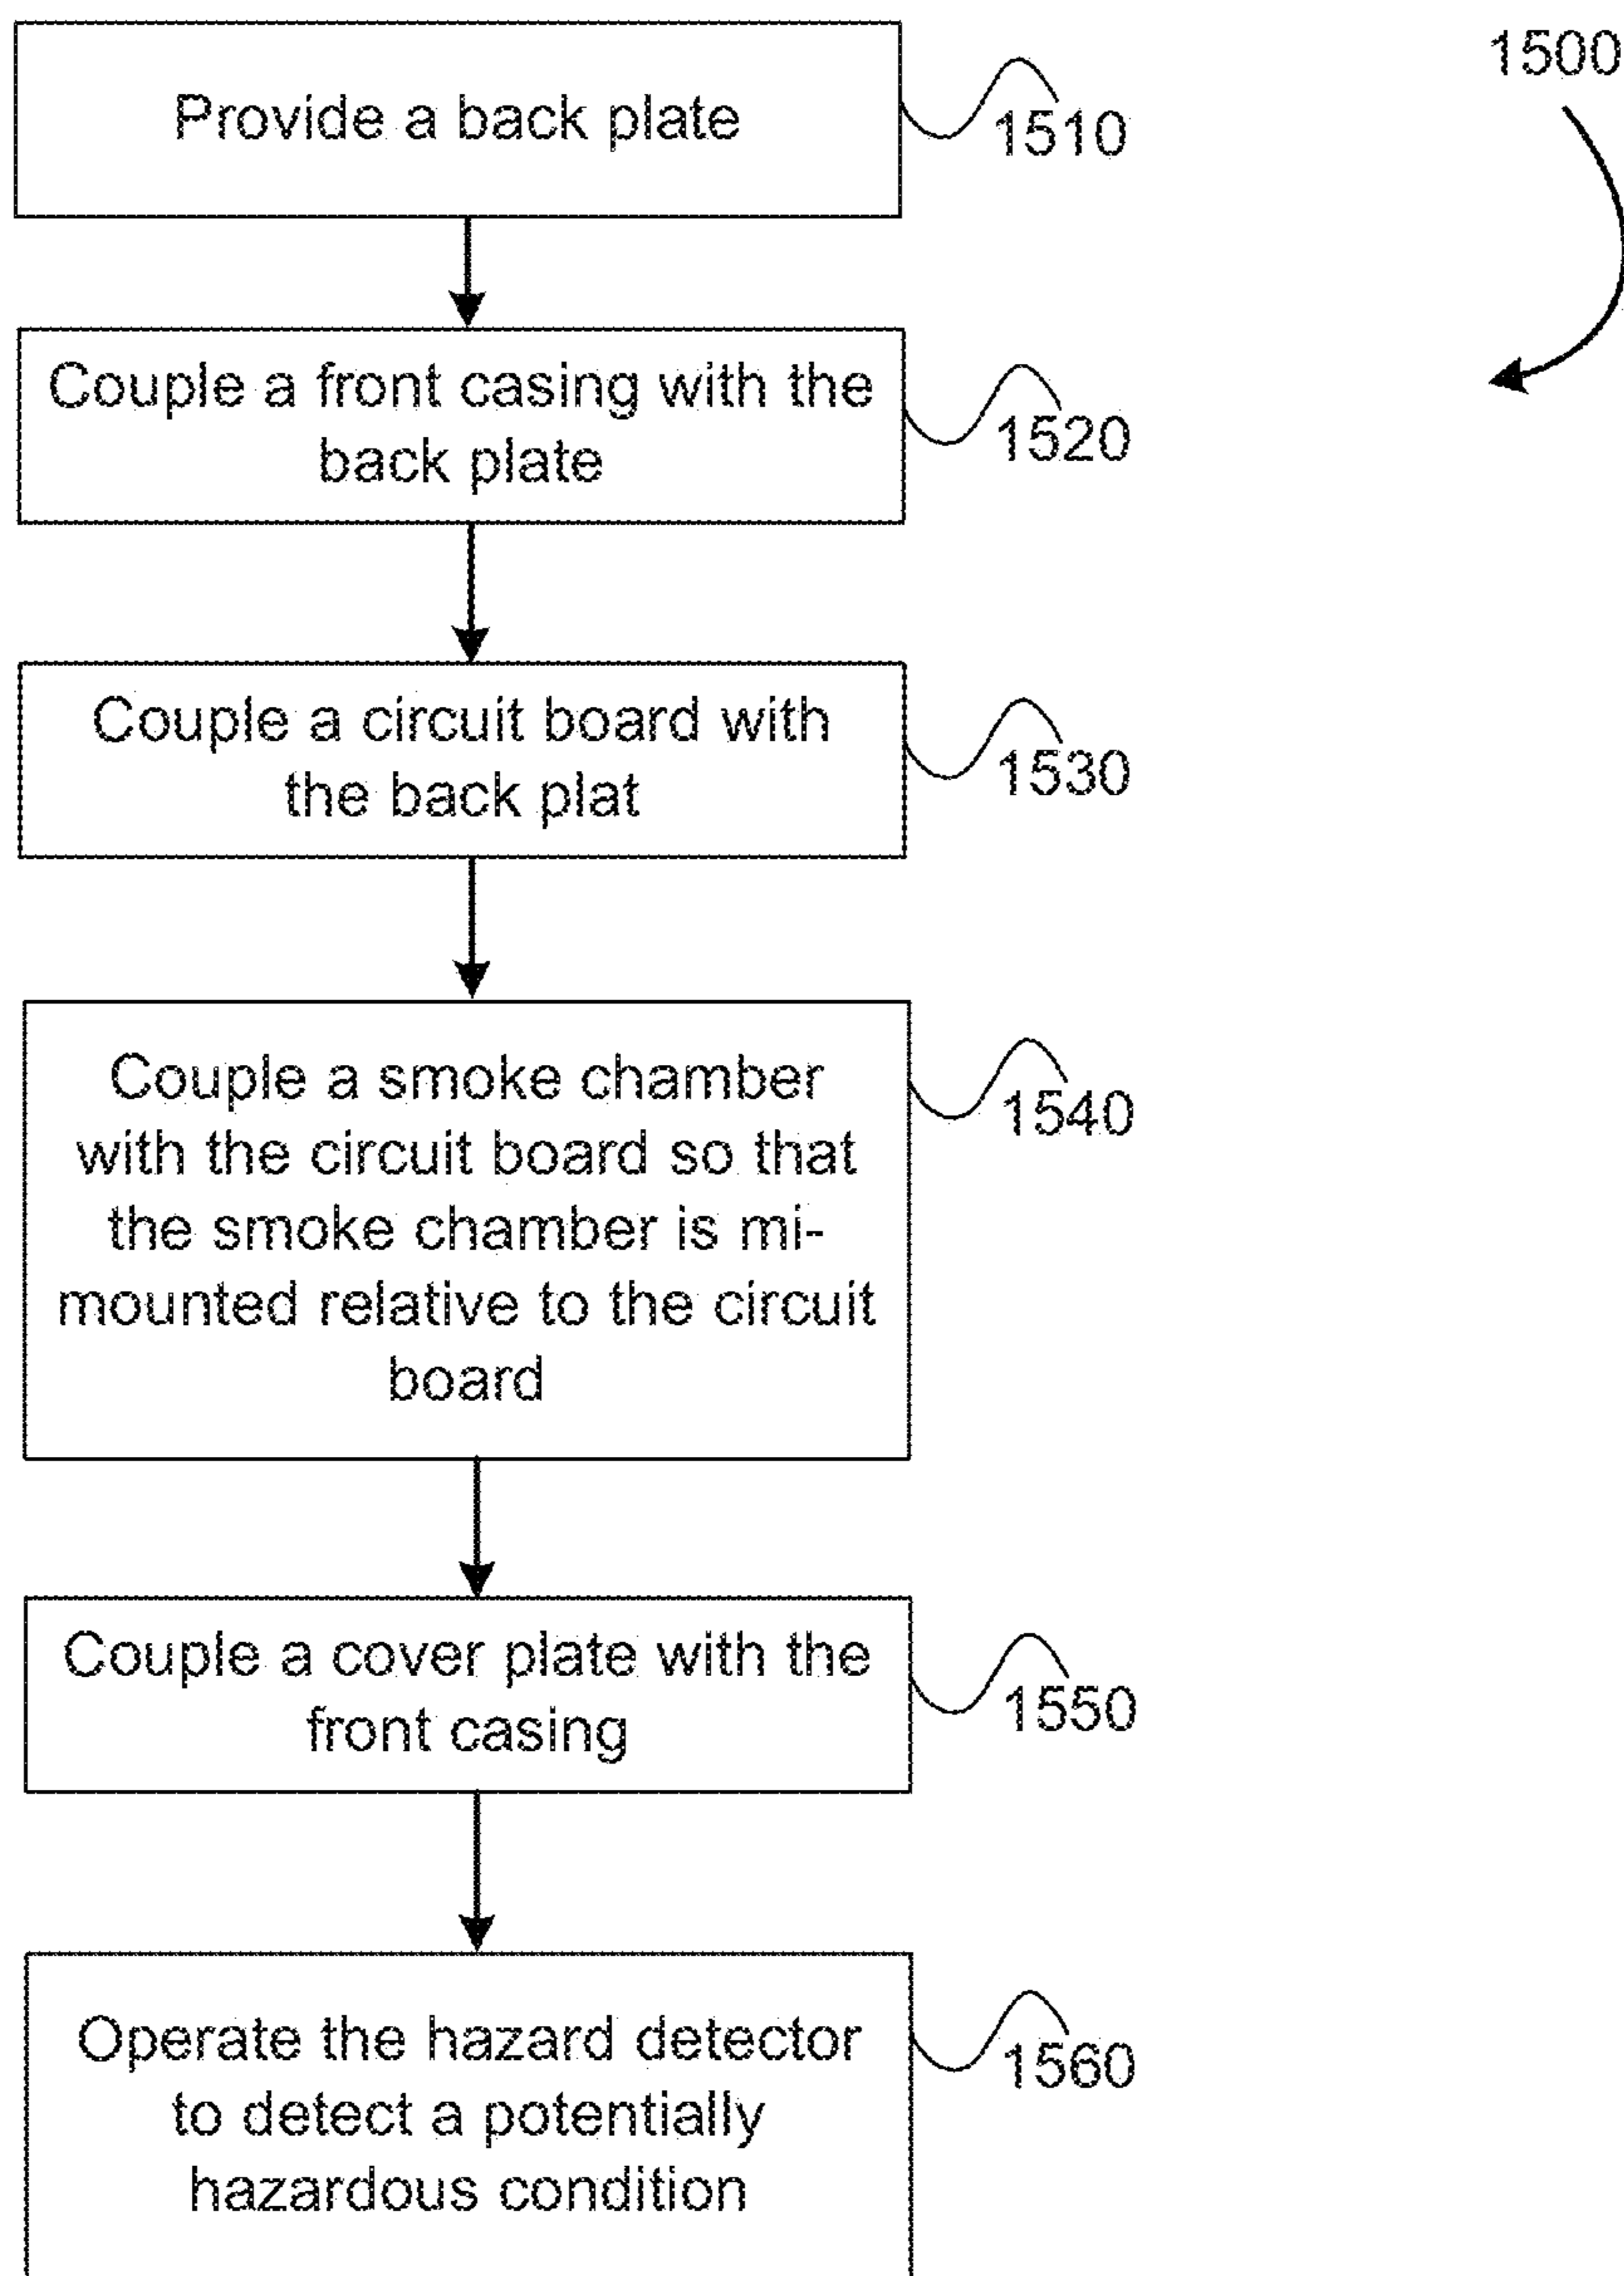 1500
Provide a back plate
1510
Couple a front casing with the
back plate
1520
Couple a circuit board with
the back plat
1530
Couple a smoke chamber
with the circuit board so that
the smoke chamber is mi-
mounted relative to the circuit
board
1540
Couple a cover plate with the
front casing
1550
Operate the hazard detector
to detect a potentially
hazardous condition
1560